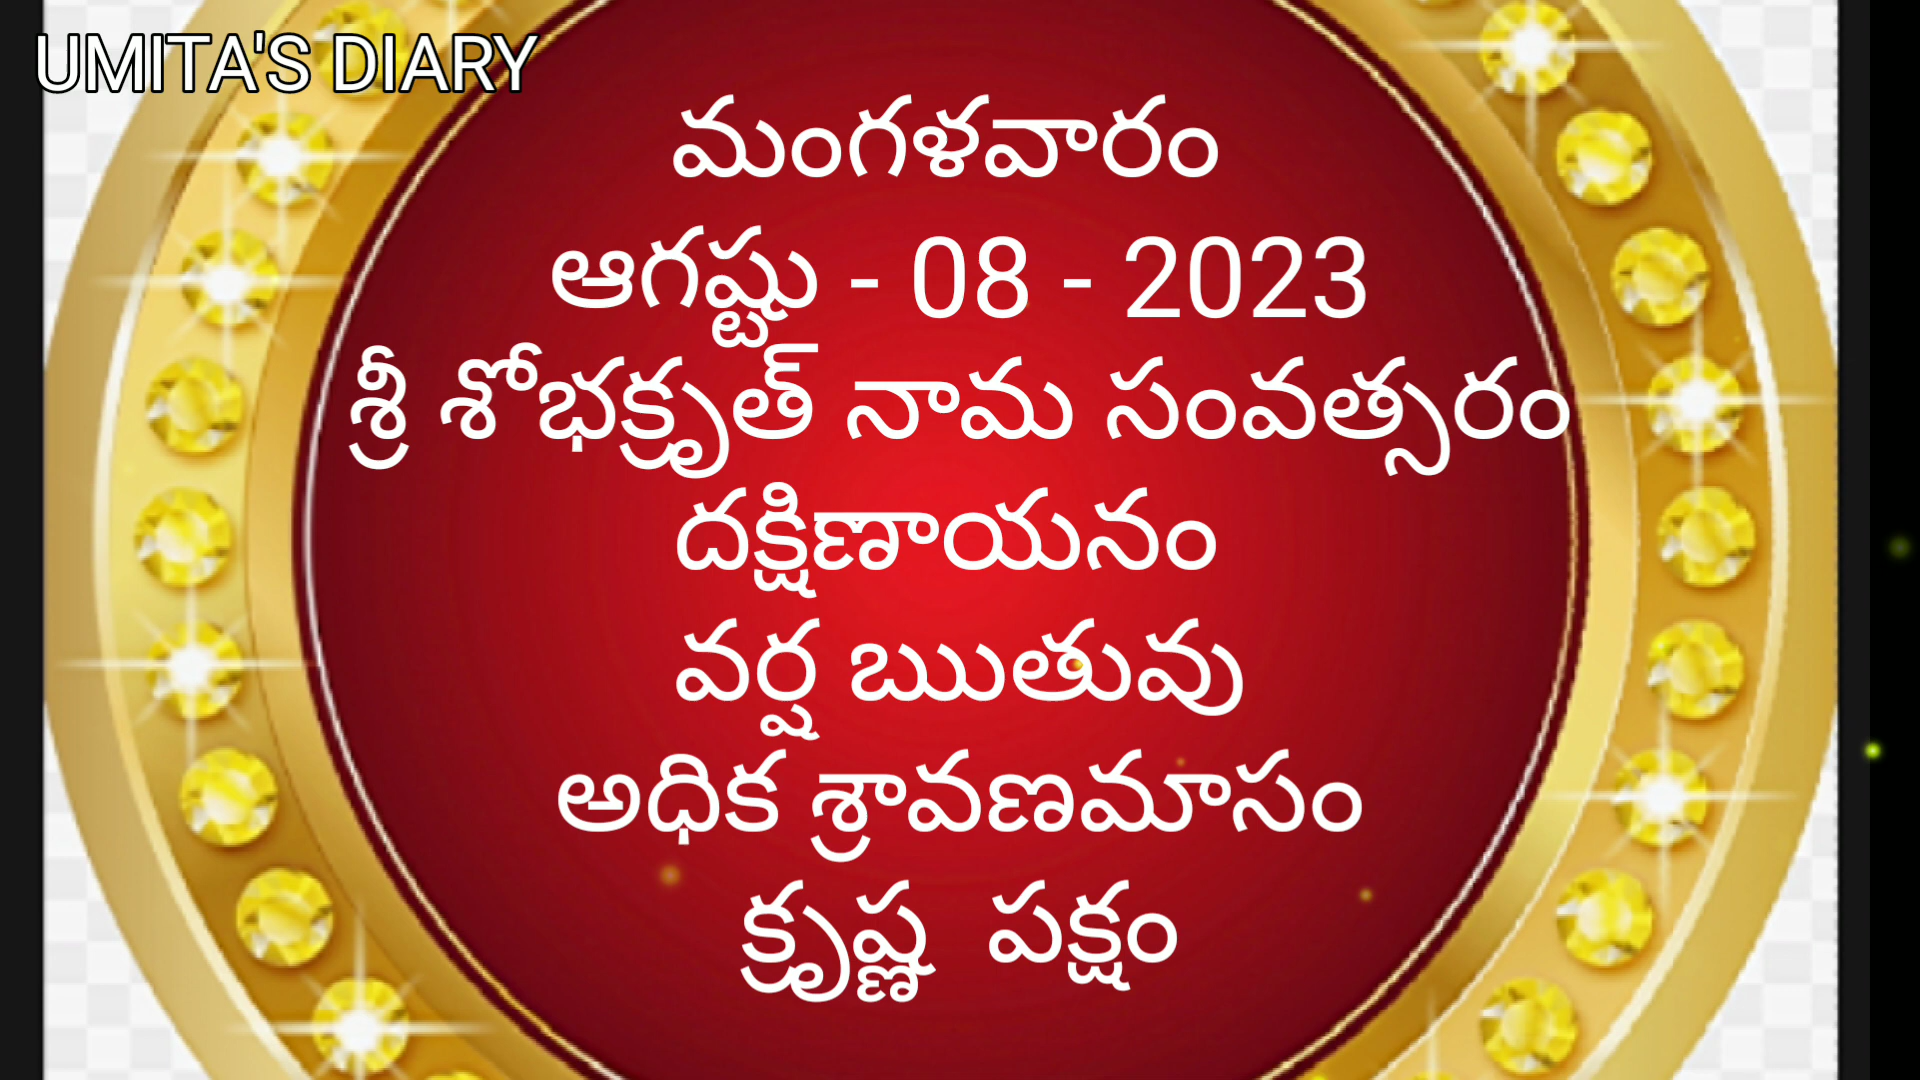 UMITA'S DIARY
మంగళవారం
ఆగష్టు - 08 - 2023
శ్రీ శోభక్రృత్ నామ సంవత్సరం
దక్షిణాయనం
వర్ష ఋతువు
అధిక శ్రావణమాసం
క్రృష్ణ  పక్షం